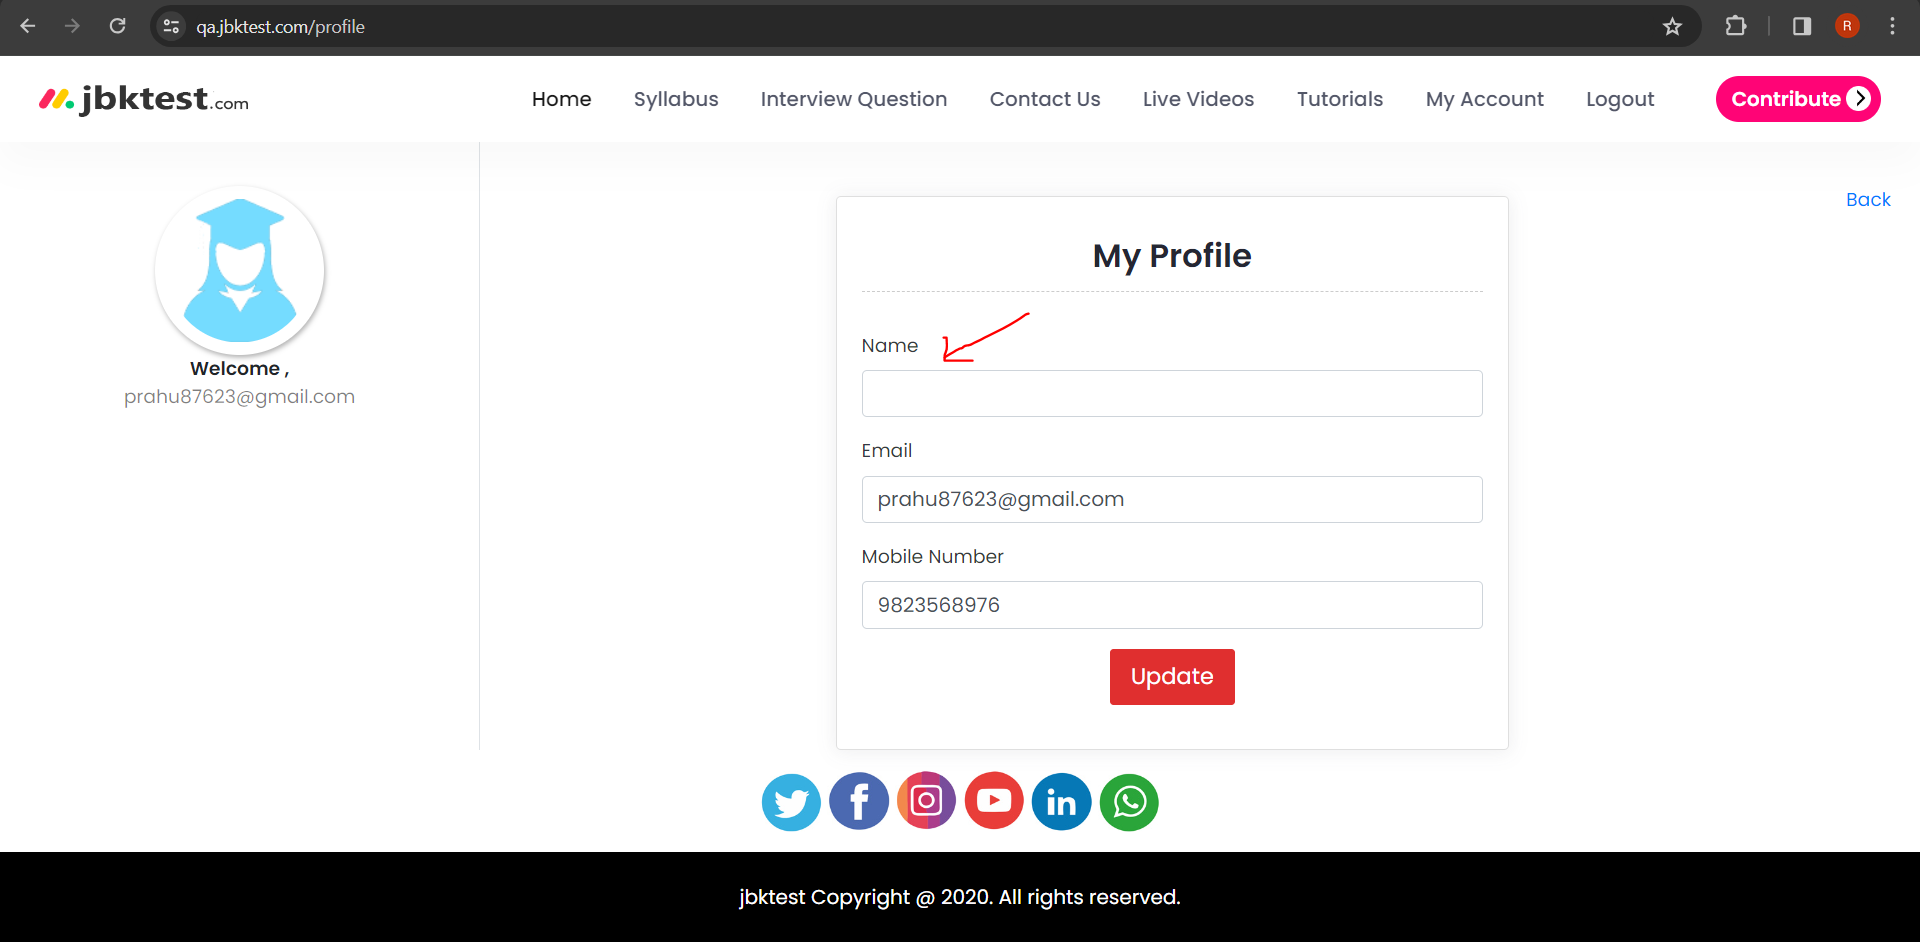 qa.jbktest.com/profile
R
jbktest.com
Home Syllabus Interview Question Contact Us Live Videos Tutorials My Account Logout Contribute
Back
Welcome ,
prahu87623@gmail.com
My Profile
Name
Email
prahu87623@gmail.com
Mobile Number
9823568976
Update
in
jbktest Copyright @ 2020. All rights reserved.